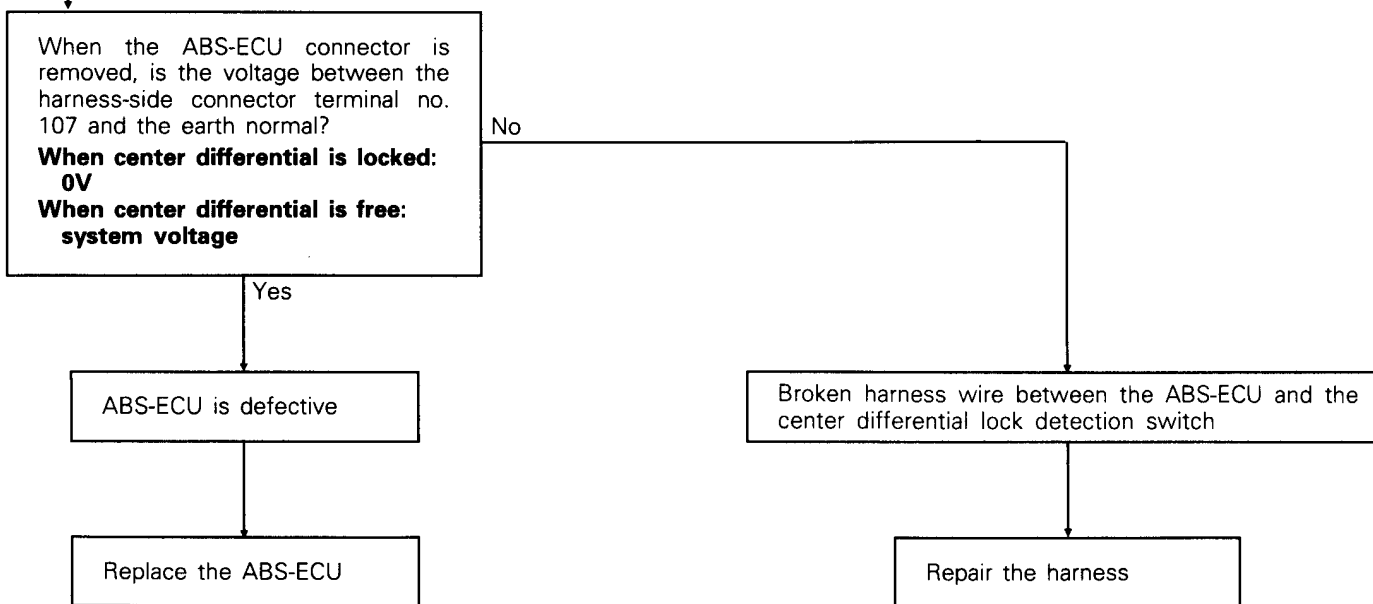 When the ABS-ECU connector is
removed, is the voltage between the
harness-side connector terminal no.
107 and the earth normal?
When center differential is locked:
0V
When center differential is free:
system voltage
No
Yes
ABS-ECU is defective
Broken harness wire between the ABS-ECU and the
center differential lock detection switch
Replace the ABS-ECU
Repair the harness